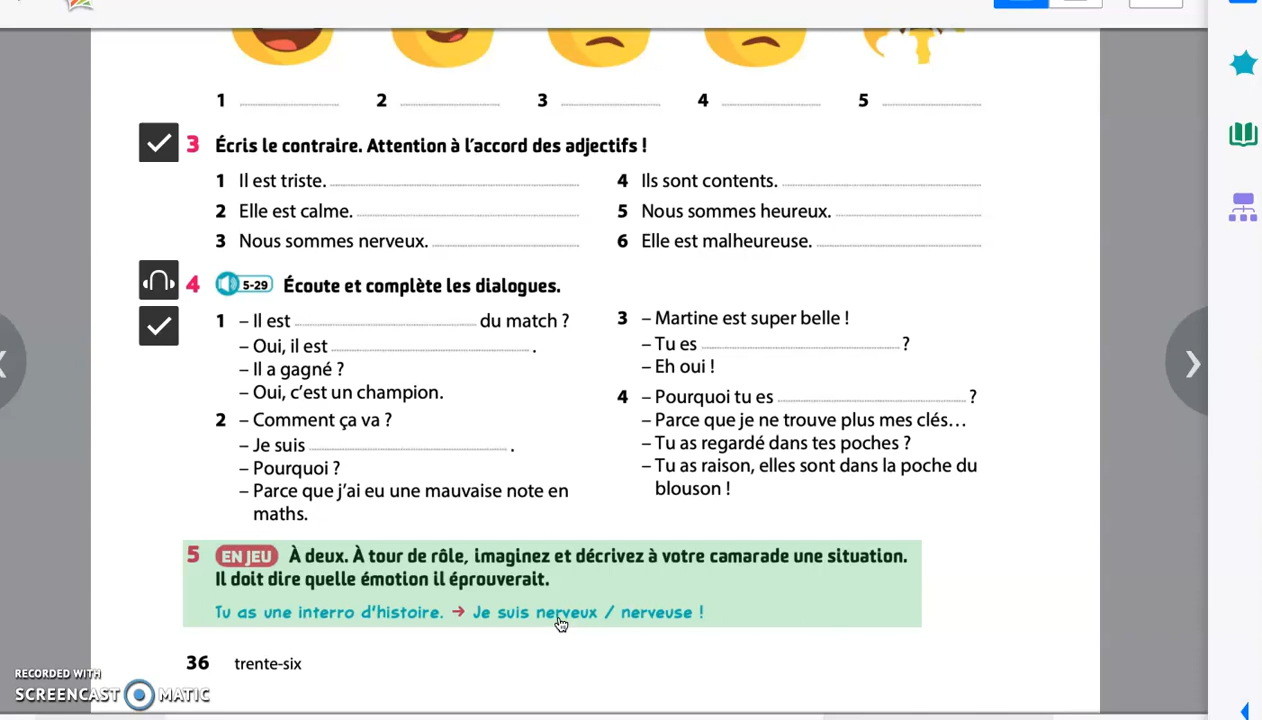 1
2
3
4
5
3 Écris le contraire. Attention à l'accord des adjectifs !
1 Il est triste.
2 Elle est calme.
3 Nous sommes nerveux.
4 Ils sont contents.
5 Nous sommes heureux.
6 Elle est malheureuse.
4 5-29 Écoute et complète les dialogues.
1 – Il est du match ?
– Oui, il est .
– Il a gagné ?
– Oui, c'est un champion.
2 – Comment ça va ?
– Je suis .
– Pourquoi ?
– Parce que j'ai eu une mauvaise note en
maths.
3 – Martine est super belle !
– Tu es ?
– Eh oui !
4 – Pourquoi tu es ?
– Parce que je ne trouve plus mes clés…
– Tu as regardé dans tes poches ?
– Tu as raison, elles sont dans la poche du
blouson !
5 EN JEU À deux. À tour de rôle, imaginez et décrivez à votre camarade une situation.
Il doit dire quelle émotion il éprouverait.
Tu as une interro d'histoire. → Je suis nerveux / nerveuse !
36 trente-six
RECORDED WITH
SCREENCAST MATIC